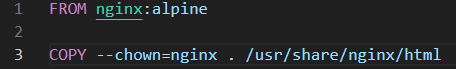 1 FROM nginx:alpine
2
3 COPY --chown=nginx . /usr/share/nginx/html